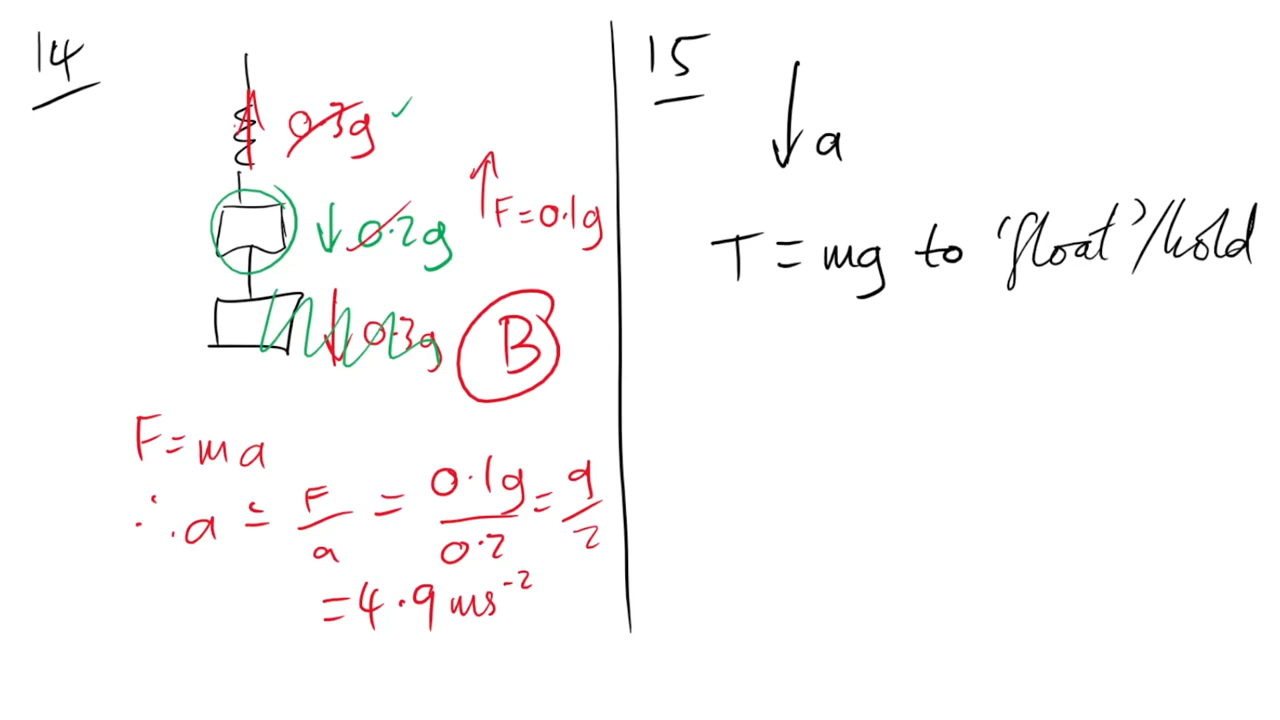 14
0.3g ✓
F = 0.1g
↓ 0.2g
↓ 0.3g
B
F = ma
∴ a = F/a = 0.1g/0.2 = g/2
= 4.9 ms⁻²
15
↓ a
T = mg to 'float'/hold